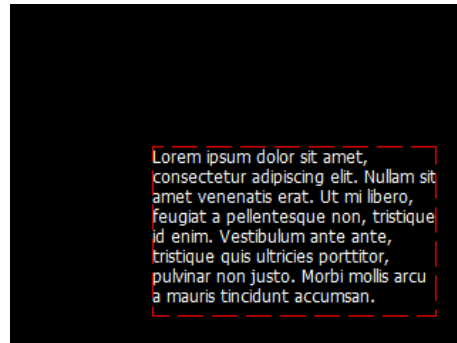 Lorem ipsum dolor sit amet,
consectetur adipiscing elit. Nullam sit
amet venenatis erat. Ut mi libero,
feugiat a pellentesque non, tristique
id enim. Vestibulum ante ante,
tristique quis ultricies porttitor,
pulvinar non justo. Morbi mollis arcu
a mauris tincidunt accumsan.